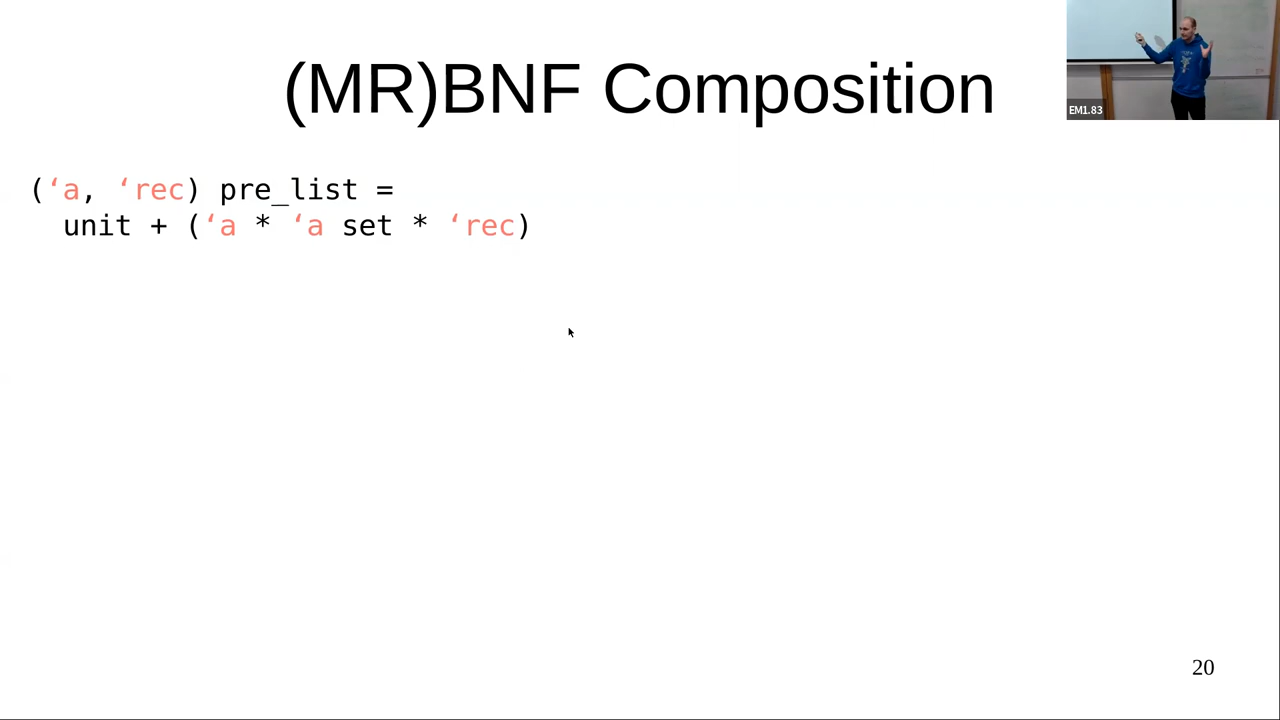 (MR)BNF Composition
EM1.83
(‘a, ‘rec) pre_list =
unit + (‘a * ‘a set * ‘rec)
20